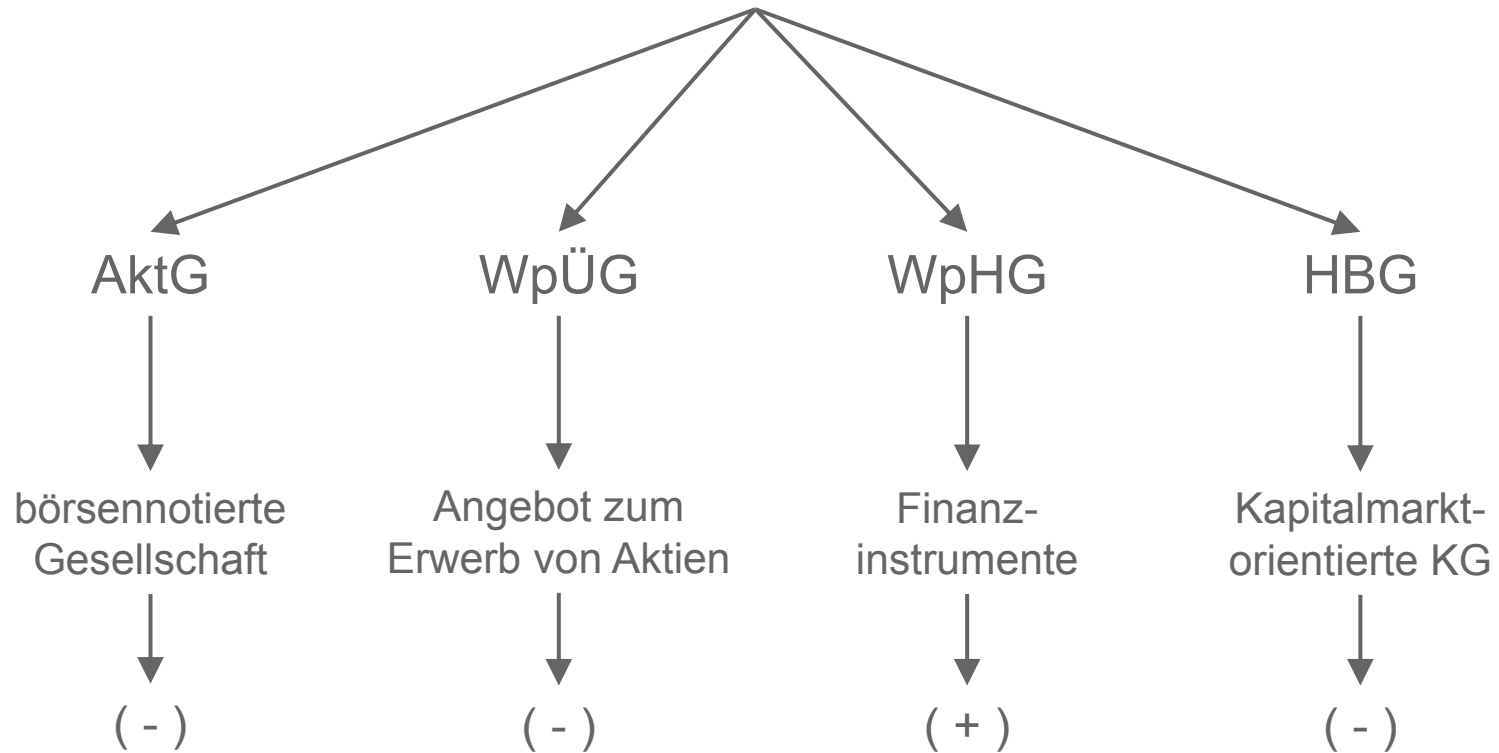 AktG
WpÜG
WpHG
HBG
börsennotierte
Gesellschaft
Angebot zum
Erwerb von Aktien
Finanz-
instrumente
Kapitalmarkt-
orientierte KG
( - )
( - )
( + )
( - )